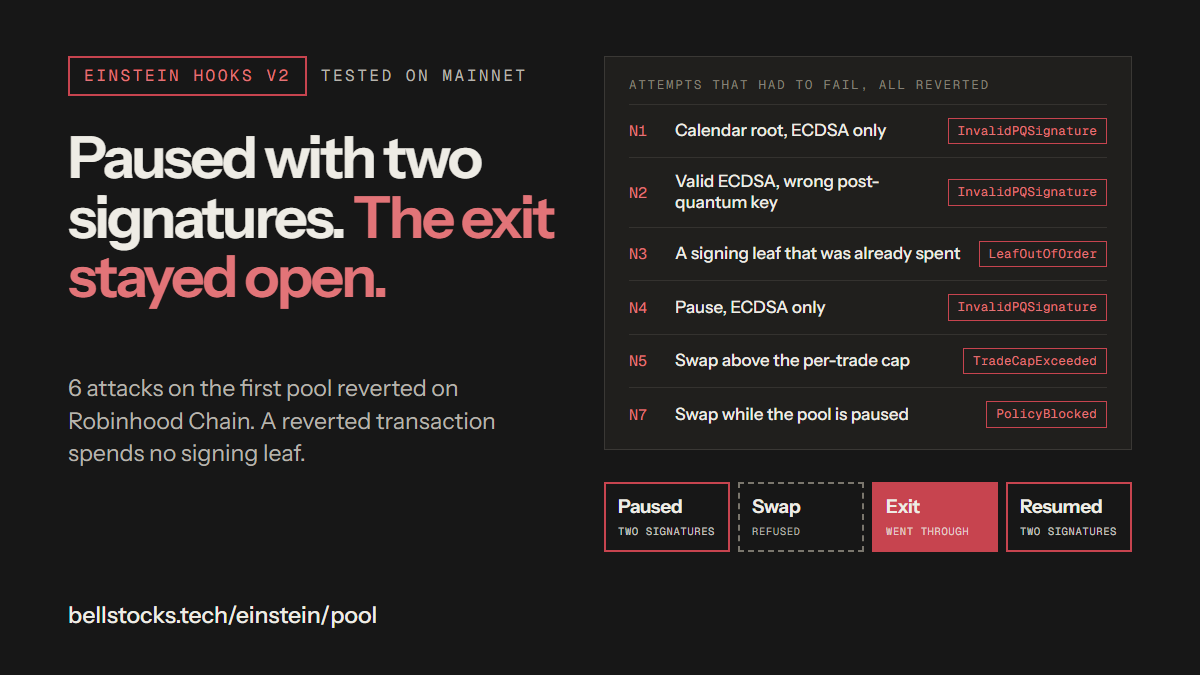 EINSTEIN HOOKS V2
TESTED ON MAINNET
Paused with two
signatures. The exit
stayed open.
6 attacks on the first pool reverted on
Robinhood Chain. A reverted transaction
spends no signing leaf.
bellstocks.tech/einstein/pool
ATTEMPTS THAT HAD TO FAIL, ALL REVERTED
N1 Calendar root, ECDSA only InvalidPQSignature
N2 Valid ECDSA, wrong post-
quantum key InvalidPQSignature
N3 A signing leaf that was already spent LeafOutOfOrder
N4 Pause, ECDSA only InvalidPQSignature
N5 Swap above the per-trade cap TradeCapExceeded
N7 Swap while the pool is paused PolicyBlocked
Paused
TWO SIGNATURES
Swap
REFUSED
Exit
WENT THROUGH
Resumed
TWO SIGNATURES